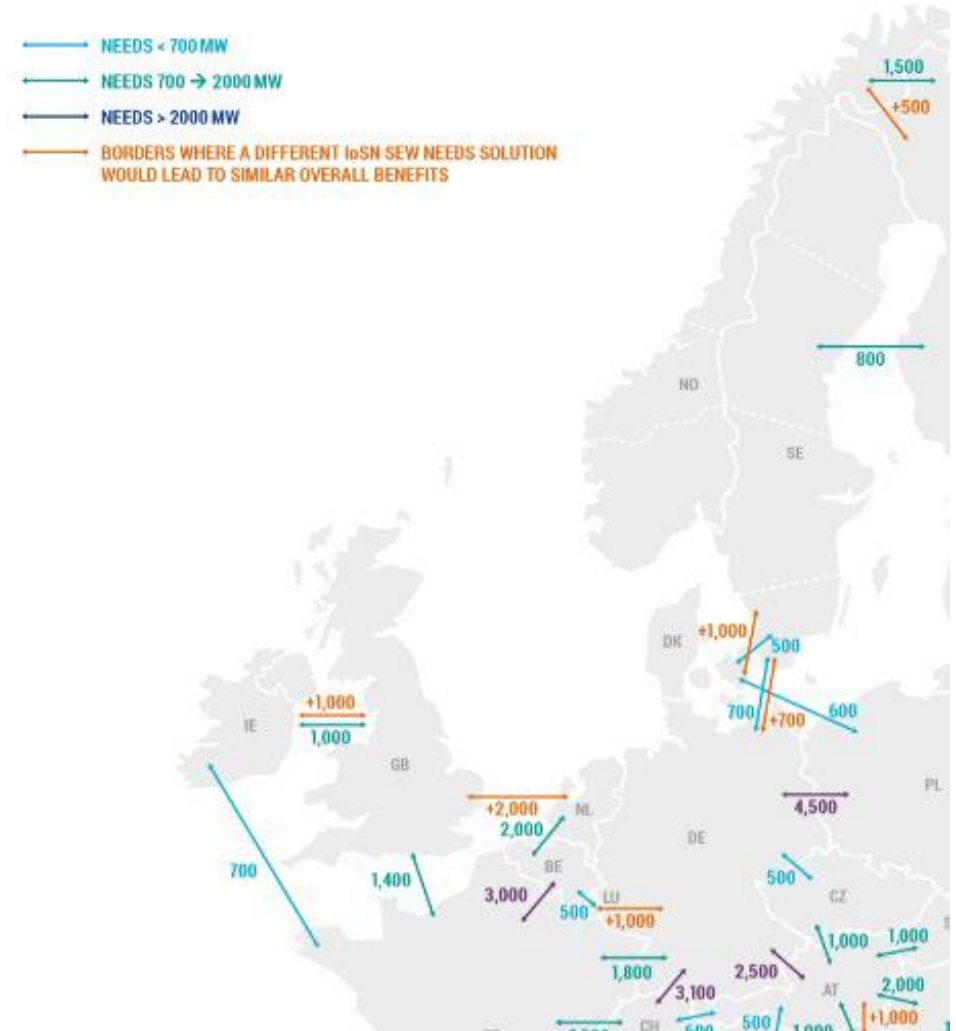 NEEDS < 700 MW
NEEDS 700 → 2000 MW
NEEDS > 2000 MW
BORDERS WHERE A DIFFERENT IoSN SEW NEEDS SOLUTION
WOULD LEAD TO SIMILAR OVERALL BENEFITS
1,500
+500
800
NO
SE
DK
+1,000
500
700
+700
600
+1,000
1,000
IE
GB
+2,000
NL
2,000
4,500
PL
DE
BE
700
1,400
3,000
500
LU
+1,000
500
CZ
1,000
1,000
1,800
3,100
2,500
AT
2,000
+1,000
CH
500